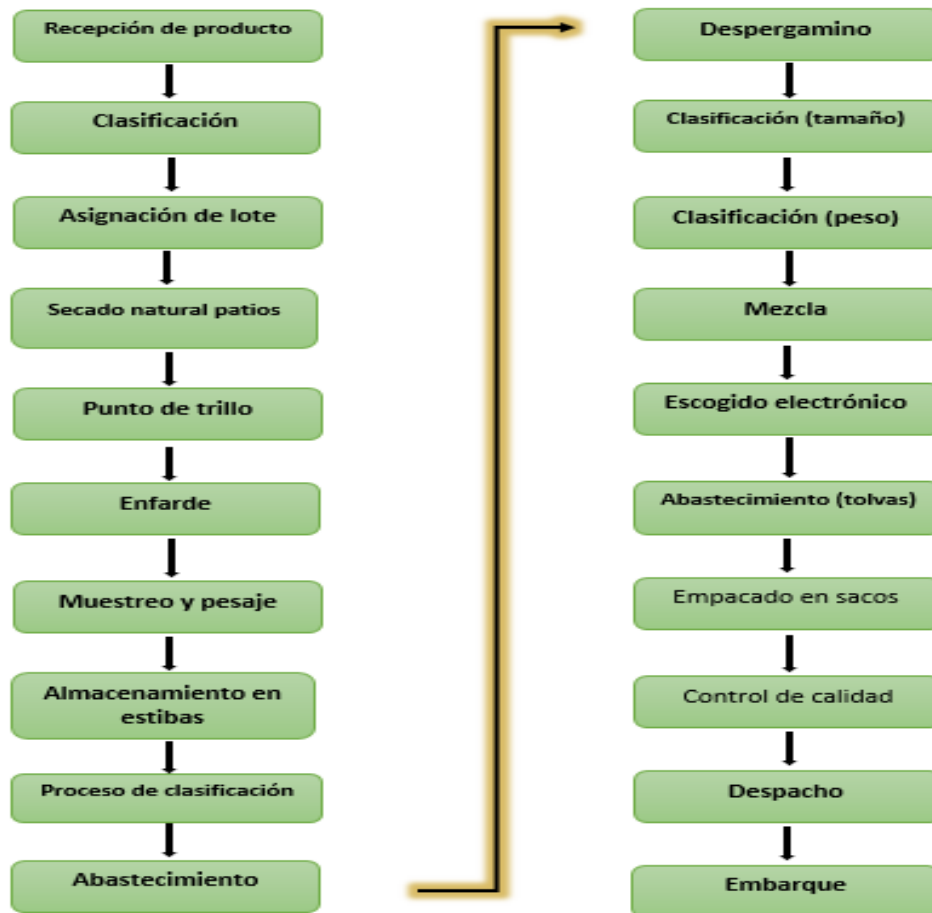 Recepción de producto
Clasificación
Asignación de lote
Secado natural patios
Punto de trillo
Enfarde
Muestreo y pesaje
Almacenamiento en
estibas
Proceso de clasificación
Abastecimiento
Despergamino
Clasificación (tamaño)
Clasificación (peso)
Mezcla
Escogido electrónico
Abastecimiento (tolvas)
Empacado en sacos
Control de calidad
Despacho
Embarque